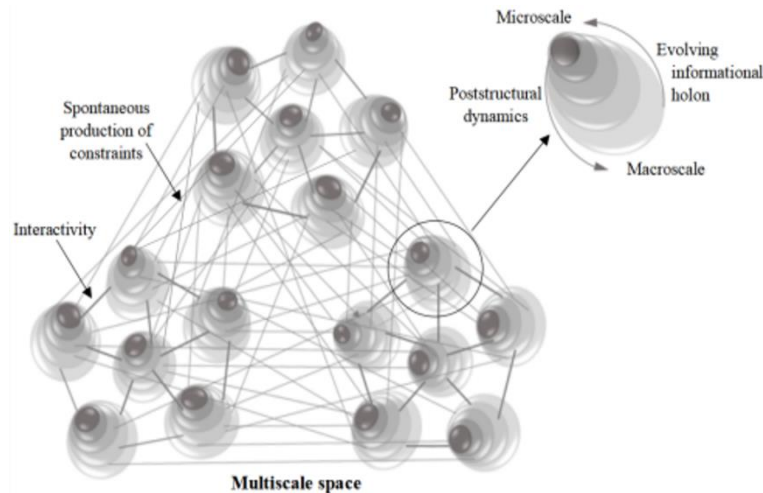 Microscale
Evolving
informational
holon
Poststructural
dynamics
Macroscale
Spontaneous
production of
constraints
Interactivity
Multiscale space